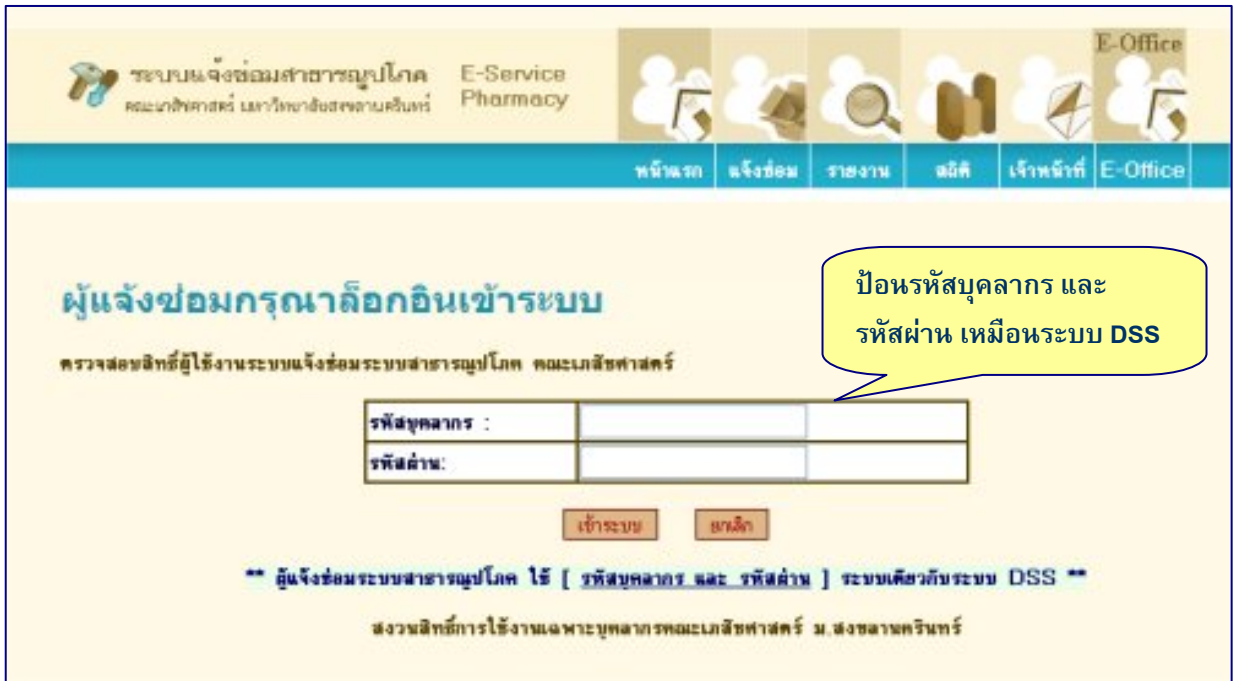 E-Office
ระบบแจ้งซ่อมสาธารณูปโภค
E-Service
คณะเภสัชศาสตร์ มหาวิทยาลัยสงขลานครินทร์
Pharmacy
หน้าแรก แจ้งซ่อม รายงาน สถิติ เจ้าหน้าที่ E-Office
ป้อนรหัสบุคลากร และ
รหัสผ่าน เหมือนระบบ DSS
ผู้แจ้งซ่อมกรุณาล็อกอินเข้าระบบ
ตรวจสอบสิทธิ์ผู้ใช้งานระบบแจ้งซ่อมระบบสาธารณูปโภค คณะเภสัชศาสตร์
รหัสบุคลากร :
รหัสผ่าน:
เข้าระบบ ยกเลิก
** ผู้แจ้งซ่อมระบบสาธารณูปโภค ใช้ [ รหัสบุคลากร และ รหัสผ่าน ] ระบบเดียวกับระบบ DSS **
สงวนสิทธิ์การใช้งานเฉพาะบุคลากรคณะเภสัชศาสตร์ ม.สงขลานครินทร์